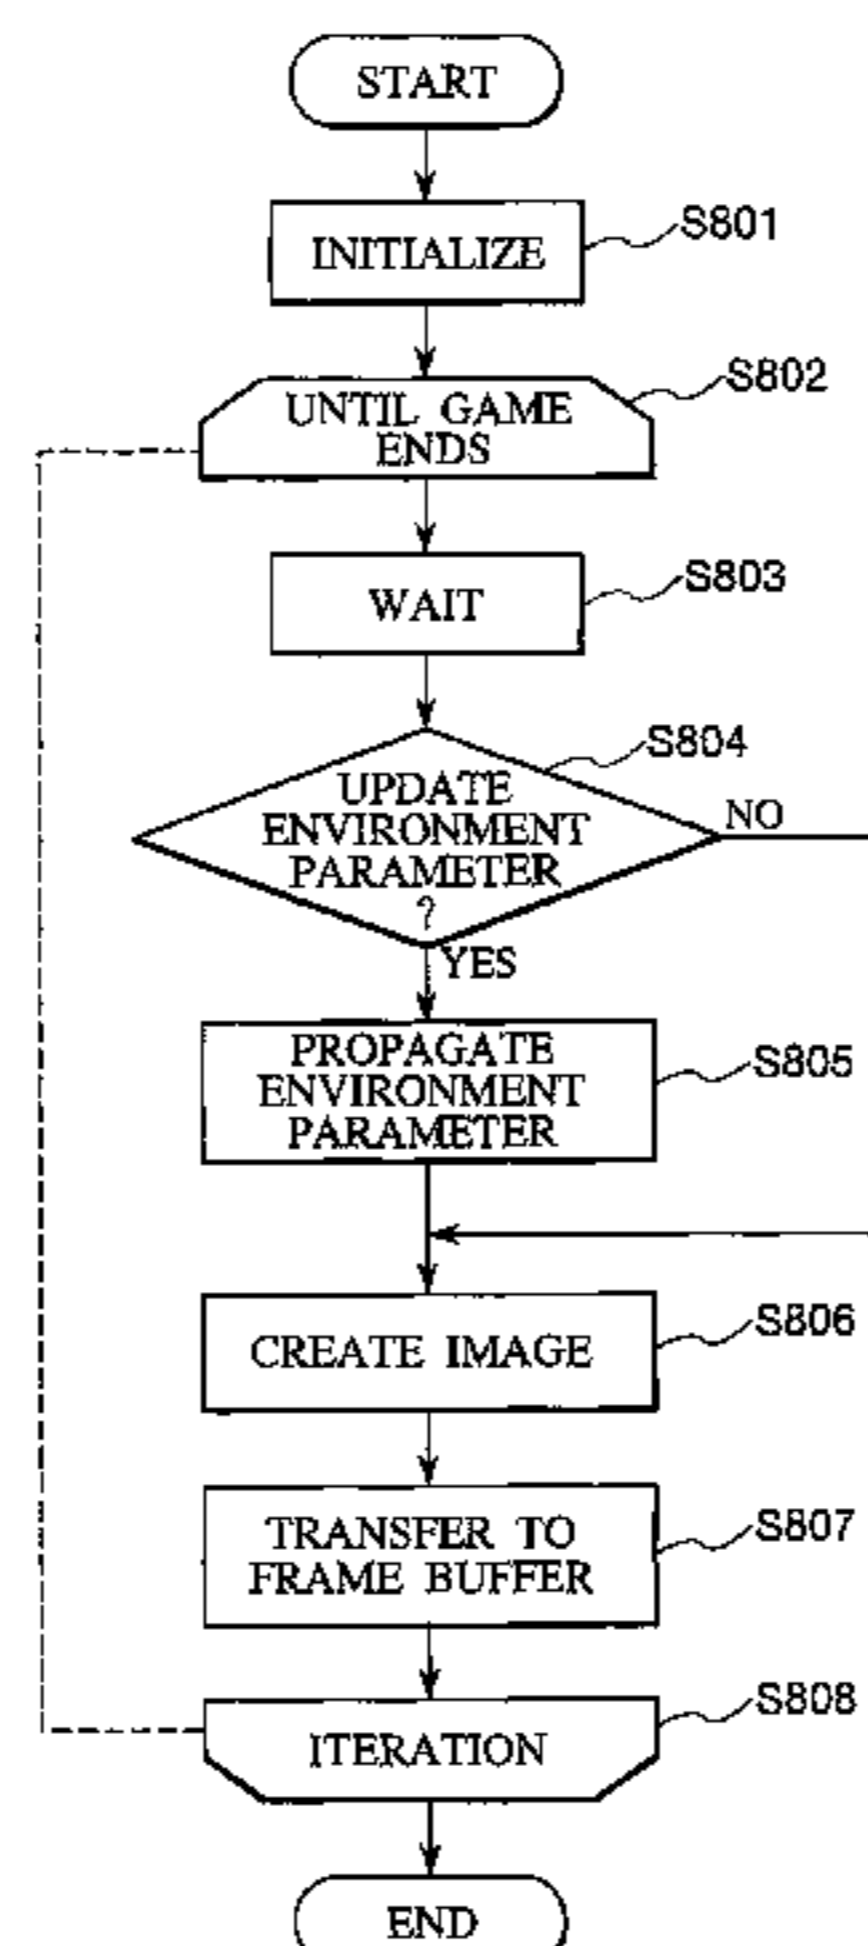 START
INITIALIZE
S801
UNTIL GAME
ENDS
S802
WAIT
S803
UPDATE
ENVIRONMENT
PARAMETER
?
S804
NO
YES
PROPAGATE
ENVIRONMENT
PARAMETER
S805
CREATE IMAGE
S806
TRANSFER TO
FRAME BUFFER
S807
ITERATION
S808
END